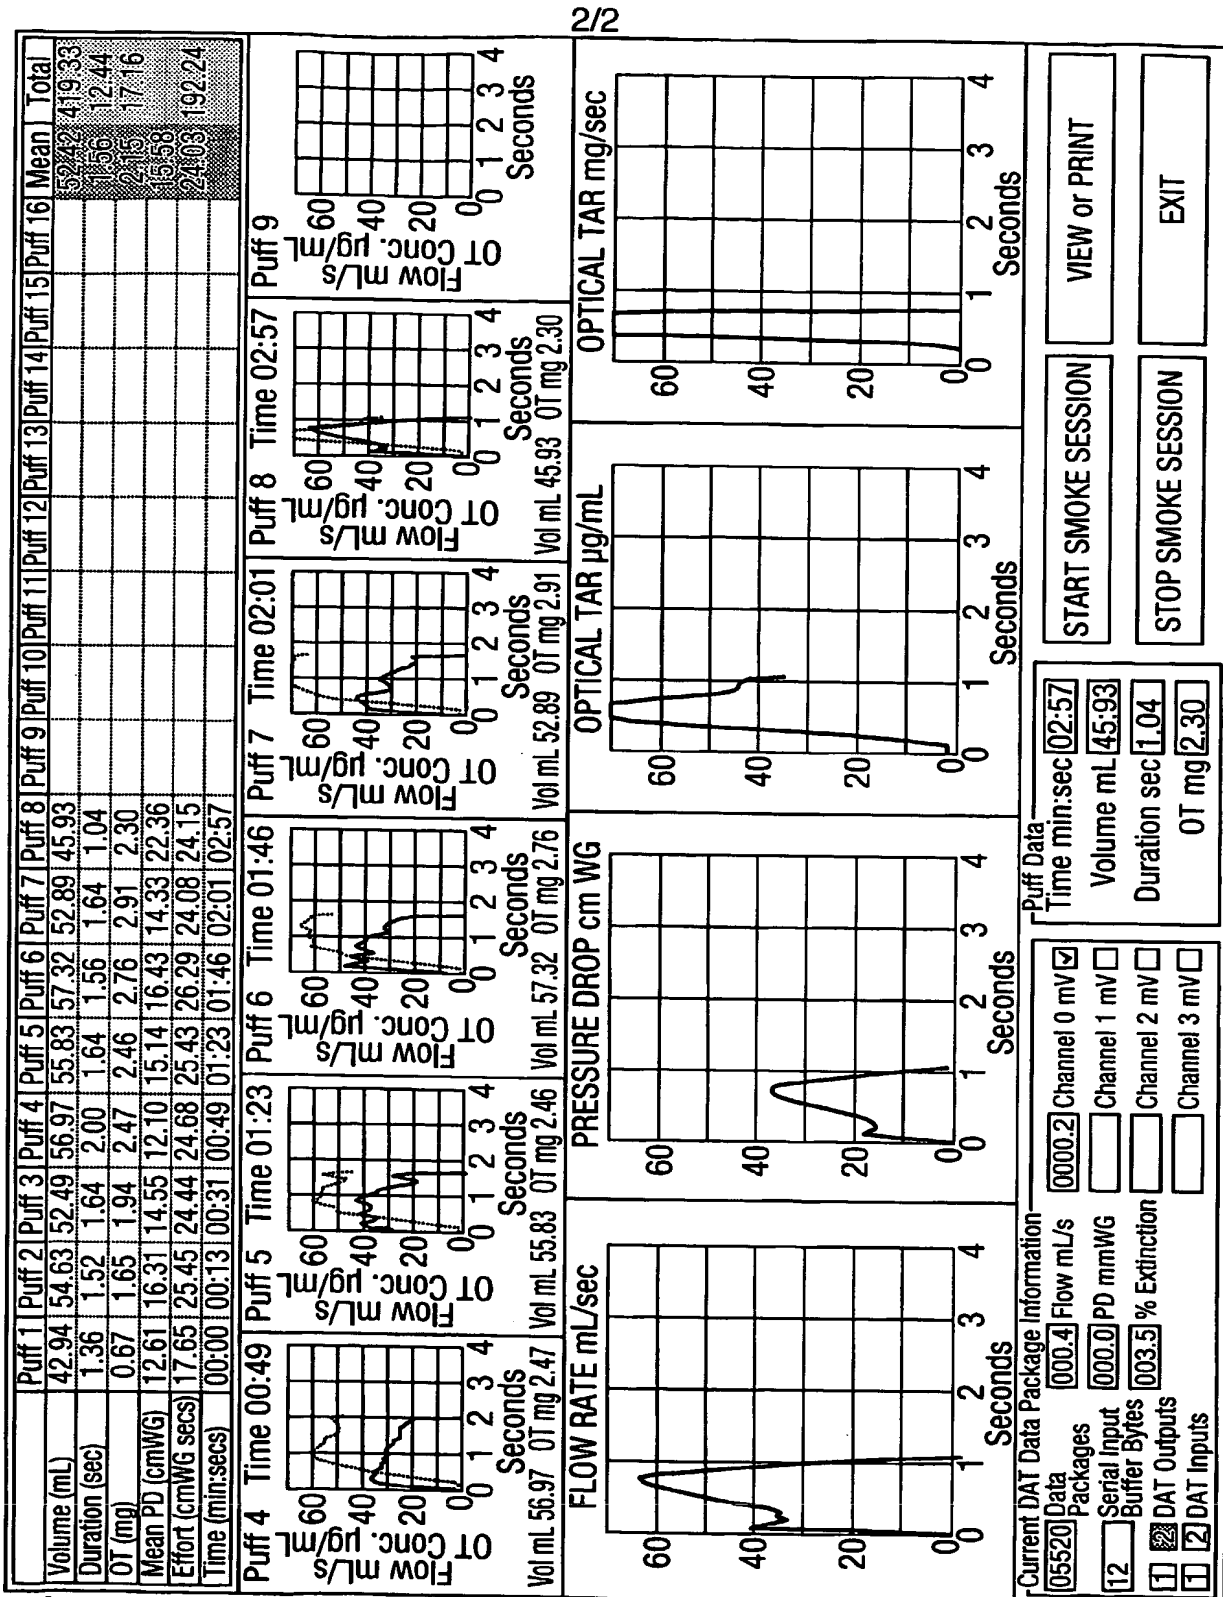 2/2
Puff 1 Puff 2 Puff 3 Puff 4 Puff 5 Puff 6 Puff 7 Puff 8 Puff 9 Puff 10 Puff 11 Puff 12 Puff 13 Puff 14 Puff 15 Puff 16 Mean Total
Volume (mL) 42.94 54.63 52.49 56.97 55.83 57.32 52.89 45.93 52.42 419.33
Duration (sec) 1.36 1.52 1.64 2.00 1.64 1.56 1.64 1.04 1.56 12.44
OT (mg) 0.67 1.65 1.94 2.47 2.46 2.76 2.91 2.30 2.15 17.16
Mean PD (cmWG) 12.61 16.31 14.55 12.10 15.14 16.43 14.33 22.36 15.58
Effort (cmWG secs) 17.65 25.45 24.44 24.68 25.43 26.29 24.08 24.15 24.03 192.24
Time (min:secs) 00:00 00:13 00:31 00:49 01:23 01:46 02:01 02:57
Puff 4 Time 00:49
Flow mL/s
OT Conc. µg/mL
60
40
20
0
0 1 2 3 4
Seconds
Vol mL 56.97 OT mg 2.47
Puff 5 Time 01:23
Flow mL/s
OT Conc. µg/mL
60
40
20
0
0 1 2 3 4
Seconds
Vol mL 55.83 OT mg 2.46
Puff 6 Time 01:46
Flow mL/s
OT Conc. µg/mL
60
40
20
0
0 1 2 3 4
Seconds
Vol mL 57.32 OT mg 2.76
Puff 7 Time 02:01
Flow mL/s
OT Conc. µg/mL
60
40
20
0
0 1 2 3 4
Seconds
Vol mL 52.89 OT mg 2.91
Puff 8 Time 02:57
Flow mL/s
OT Conc. µg/mL
60
40
20
0
0 1 2 3 4
Seconds
Vol mL 45.93 OT mg 2.30
Puff 9
Flow mL/s
OT Conc. µg/mL
60
40
20
0
0 1 2 3 4
Seconds
FLOW RATE mL/sec
60
40
20
0
0 1 2 3 4
Seconds
PRESSURE DROP cm WG
60
40
20
0
0 1 2 3 4
Seconds
OPTICAL TAR µg/mL
60
40
20
0
0 1 2 3 4
Seconds
OPTICAL TAR mg/sec
60
40
20
0
0 1 2 3 4
Seconds
Current DAT Data Package Information
05520 Data Packages 000.4 Flow mL/s 0000.2 Channel 0 mV
12 Serial Input Buffer Bytes 000.0 PD mmWG Channel 1 mV
003.5 % Extinction Channel 2 mV
1 2 DAT Outputs Channel 3 mV
1 2 DAT Inputs
Puff Data
Time min:sec 02:57
Volume mL 45.93
Duration sec 1.04
OT mg 2.30
START SMOKE SESSION
VIEW or PRINT
STOP SMOKE SESSION
EXIT